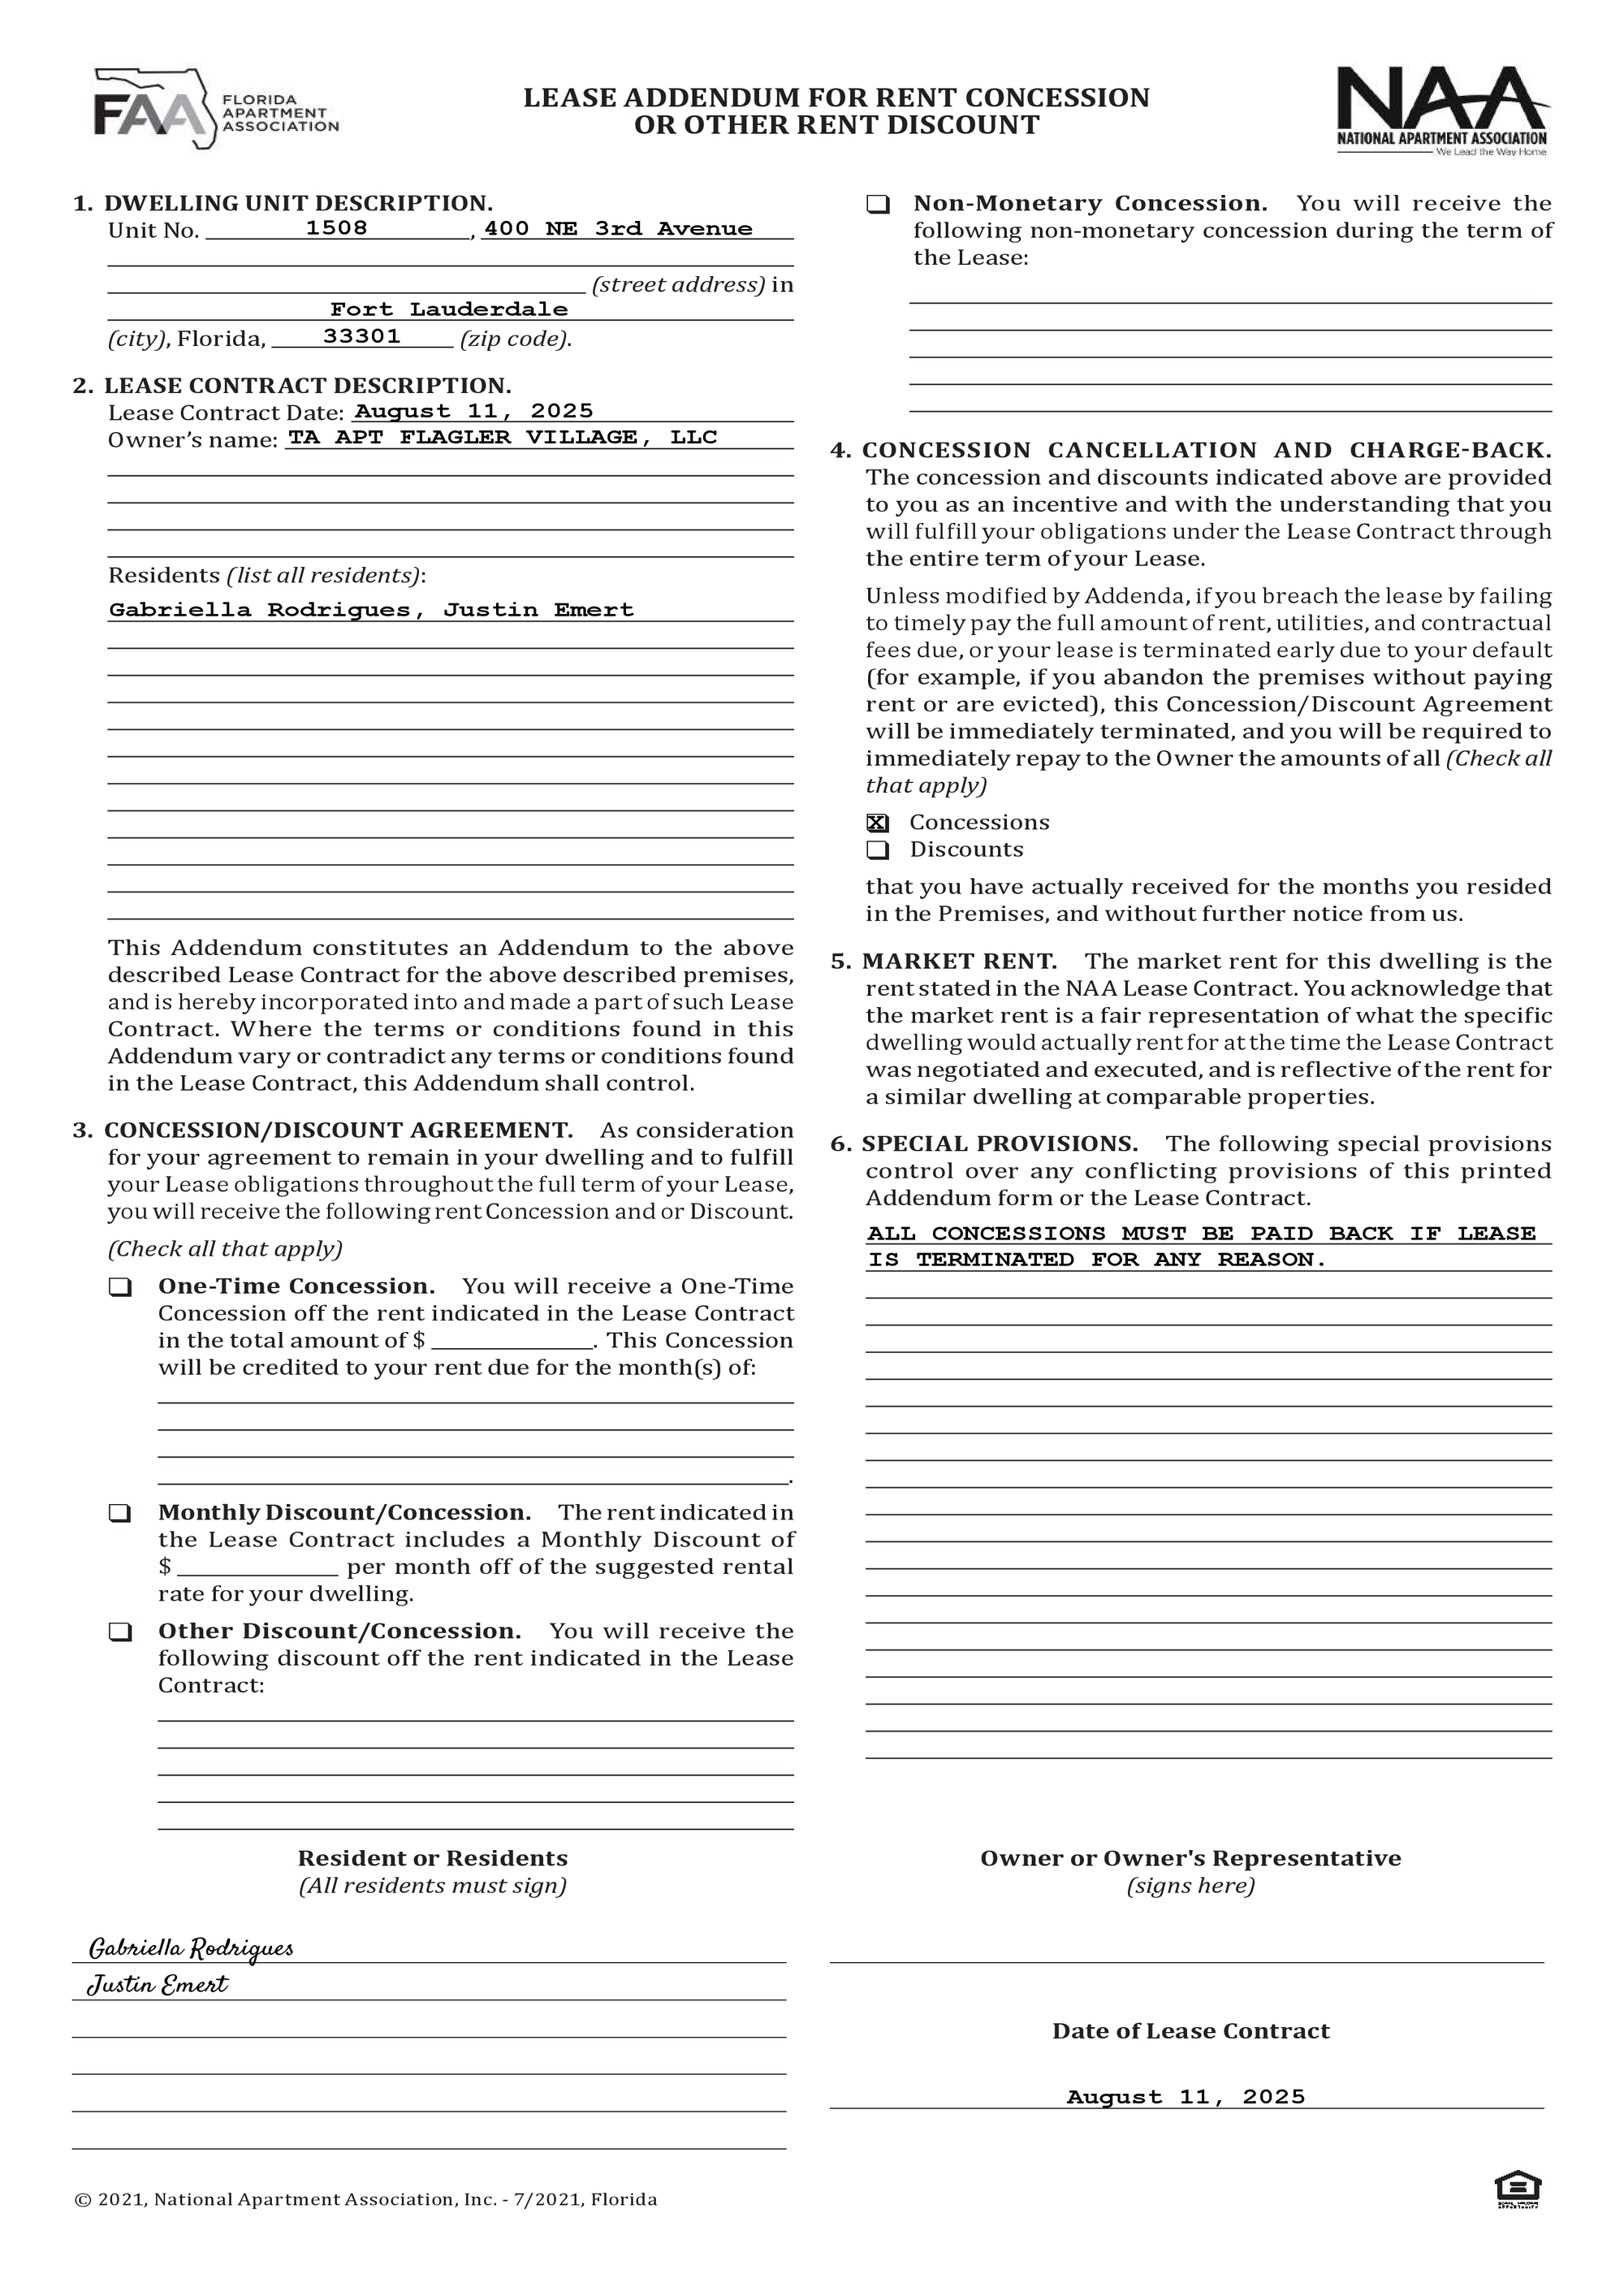 FAA FLORIDA
APARTMENT
ASSOCIATION
LEASE ADDENDUM FOR RENT CONCESSION
OR OTHER RENT DISCOUNT
NAA
NATIONAL APARTMENT ASSOCIATION
We Lead the Way Home
1. DWELLING UNIT DESCRIPTION.
Unit No. 1508, 400 NE 3rd Avenue
(street address) in
Fort Lauderdale
(city), Florida, 33301 (zip code).
2. LEASE CONTRACT DESCRIPTION.
Lease Contract Date: August 11, 2025
Owner’s name: TA APT FLAGLER VILLAGE, LLC
Residents (list all residents):
Gabriella Rodrigues, Justin Emert
This Addendum constitutes an Addendum to the above
described Lease Contract for the above described premises,
and is hereby incorporated into and made a part of such Lease
Contract. Where the terms or conditions found in this
Addendum vary or contradict any terms or conditions found
in the Lease Contract, this Addendum shall control.
3. CONCESSION/DISCOUNT AGREEMENT. As consideration
for your agreement to remain in your dwelling and to fulfill
your Lease obligations throughout the full term of your Lease,
you will receive the following rent Concession and or Discount.
(Check all that apply)
❏ One-Time Concession. You will receive a One-Time
Concession off the rent indicated in the Lease Contract
in the total amount of $ ____________. This Concession
will be credited to your rent due for the month(s) of:
.
❏ Monthly Discount/Concession. The rent indicated in
the Lease Contract includes a Monthly Discount of
$ ____________ per month off of the suggested rental
rate for your dwelling.
❏ Other Discount/Concession. You will receive the
following discount off the rent indicated in the Lease
Contract:
❏ Non-Monetary Concession. You will receive the
following non-monetary concession during the term of
the Lease:
4. CONCESSION CANCELLATION AND CHARGE-BACK.
The concession and discounts indicated above are provided
to you as an incentive and with the understanding that you
will fulfill your obligations under the Lease Contract through
the entire term of your Lease.
Unless modified by Addenda, if you breach the lease by failing
to timely pay the full amount of rent, utilities, and contractual
fees due, or your lease is terminated early due to your default
(for example, if you abandon the premises without paying
rent or are evicted), this Concession/Discount Agreement
will be immediately terminated, and you will be required to
immediately repay to the Owner the amounts of all (Check all
that apply)
X Concessions
❏ Discounts
that you have actually received for the months you resided
in the Premises, and without further notice from us.
5. MARKET RENT. The market rent for this dwelling is the
rent stated in the NAA Lease Contract. You acknowledge that
the market rent is a fair representation of what the specific
dwelling would actually rent for at the time the Lease Contract
was negotiated and executed, and is reflective of the rent for
a similar dwelling at comparable properties.
6. SPECIAL PROVISIONS. The following special provisions
control over any conflicting provisions of this printed
Addendum form or the Lease Contract.
ALL CONCESSIONS MUST BE PAID BACK IF LEASE
IS TERMINATED FOR ANY REASON.
Resident or Residents
(All residents must sign)
Gabriella Rodrigues
Justin Emert
Owner or Owner's Representative
(signs here)
Date of Lease Contract
August 11, 2025
© 2021, National Apartment Association, Inc. - 7/2021, Florida